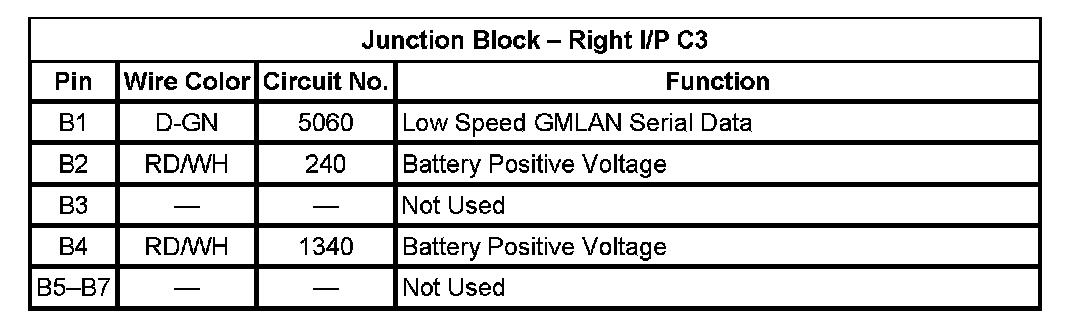 Junction Block – Right I/P C3
Pin Wire Color Circuit No. Function
B1 D-GN 5060 Low Speed GMLAN Serial Data
B2 RD/WH 240 Battery Positive Voltage
B3 — — Not Used
B4 RD/WH 1340 Battery Positive Voltage
B5–B7 — — Not Used